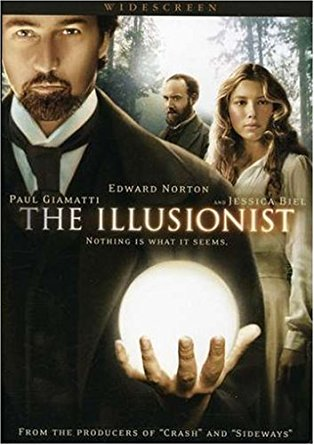 WIDESCREEN
EDWARD NORTON
PAUL GIAMATTI AND JESSICA BIEL
THE ILLUSIONIST
NOTHING IS WHAT IT SEEMS.
FROM THE PRODUCERS OF "CRASH" AND "SIDEWAYS"